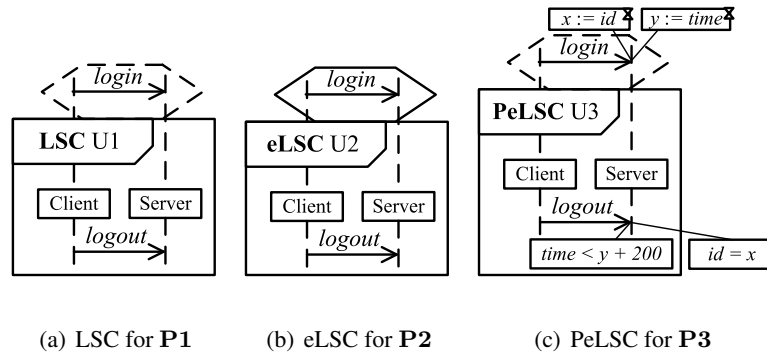 x := id
y := time
login
login
login
LSC U1
eLSC U2
PeLSC U3
Client
Server
Client
Server
Client
Server
logout
logout
logout
time < y + 200
id = x
(a) LSC for P1
(b) eLSC for P2
(c) PeLSC for P3